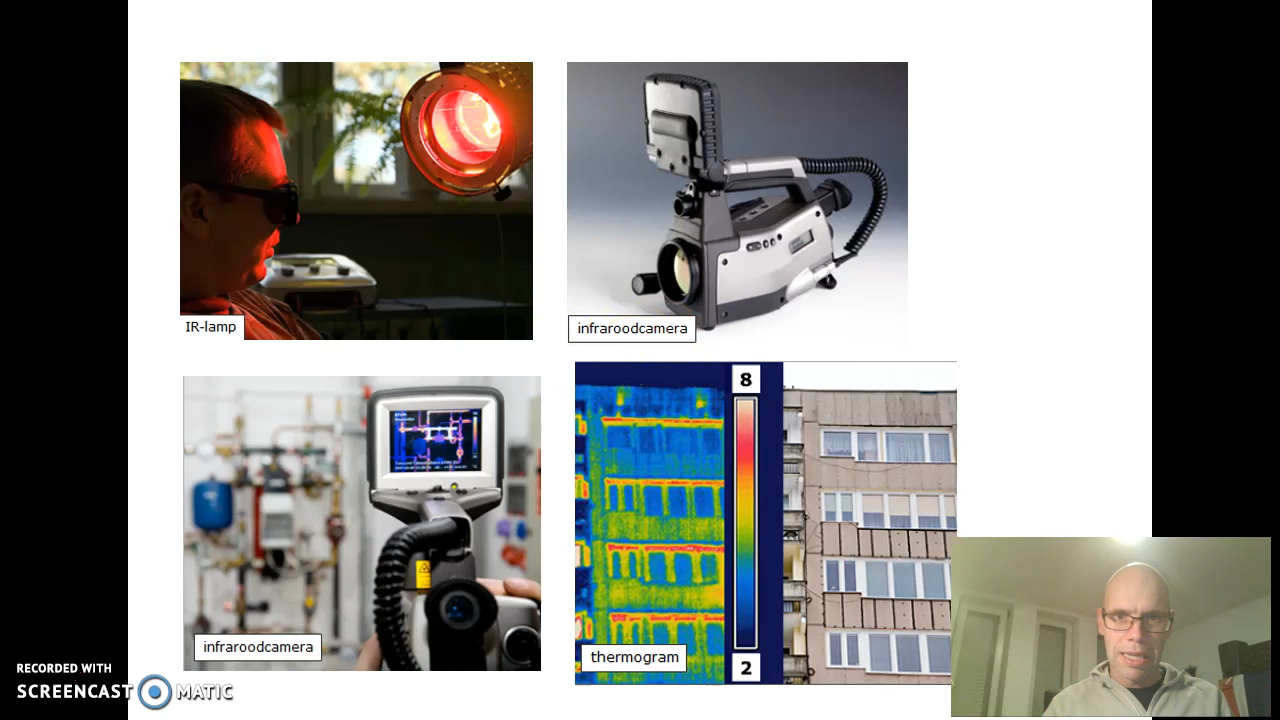 IR-lamp
infraroodcamera
infraroodcamera
8
2
thermogram
RECORDED WITH
SCREENCAST MATIC